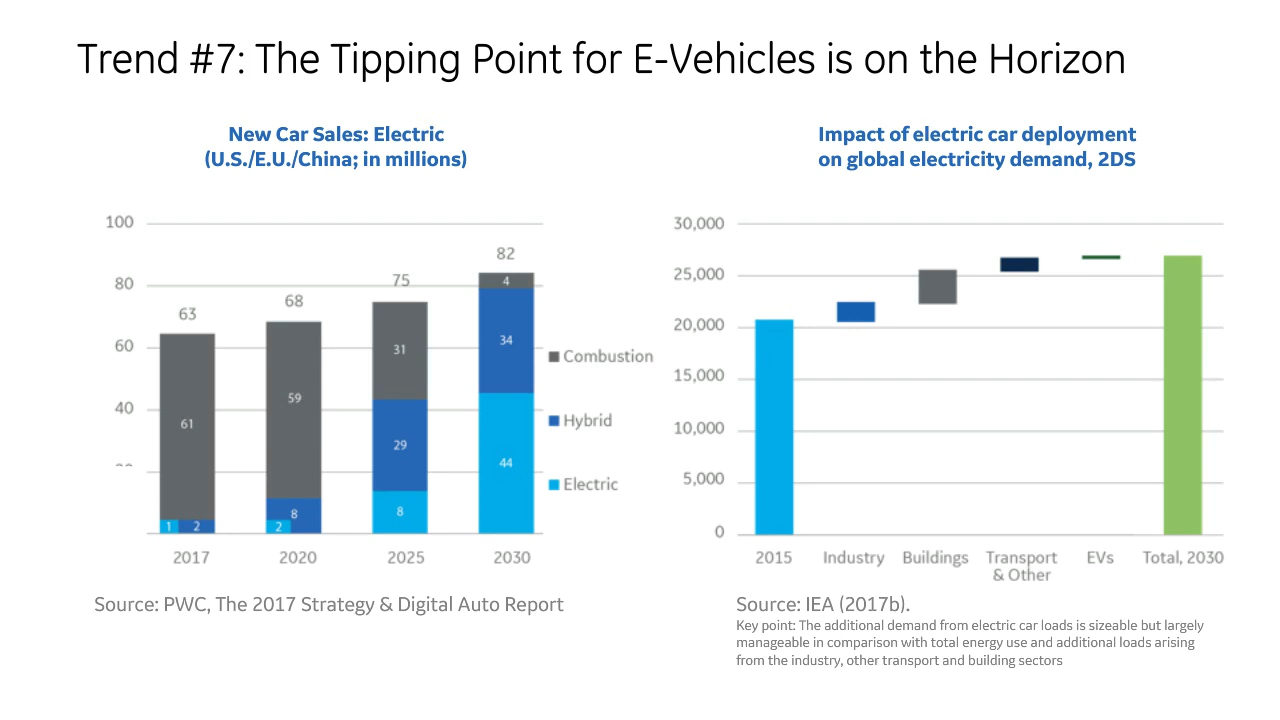 Trend #7: The Tipping Point for E-Vehicles is on the Horizon
New Car Sales: Electric
(U.S./E.U./China; in millions)
100
80
60
40
63
68
75
82
61
1
2
59
8
2
31
29
8
4
34
44
2017
2020
2025
2030
Combustion
Hybrid
Electric
Source: PWC, The 2017 Strategy & Digital Auto Report
Impact of electric car deployment
on global electricity demand, 2DS
30,000
25,000
20,000
15,000
10,000
5,000
0
2015
Industry
Buildings
Transport
& Other
EVs
Total, 2030
Source: IEA (2017b).
Key point: The additional demand from electric car loads is sizeable but largely
manageable in comparison with total energy use and additional loads arising
from the industry, other transport and building sectors